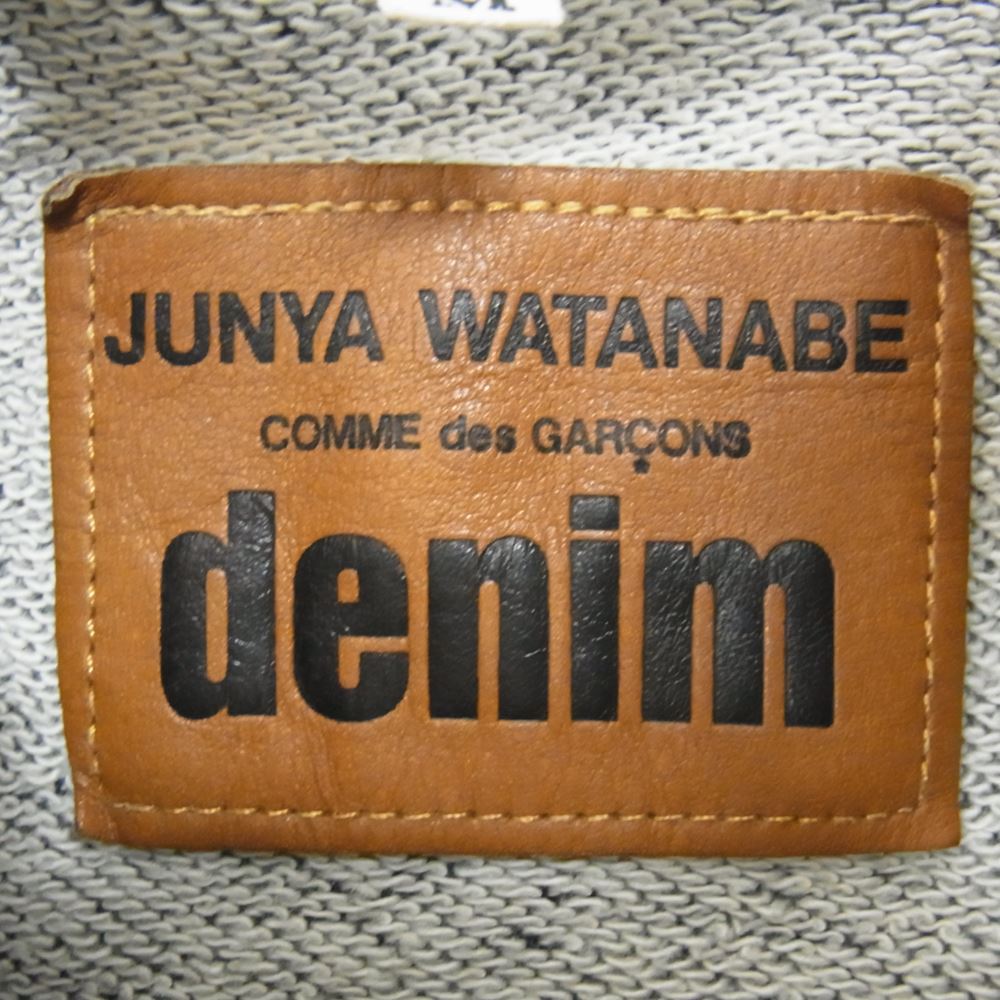 JUNYA WATANABE
COMME des GARÇONS
denim